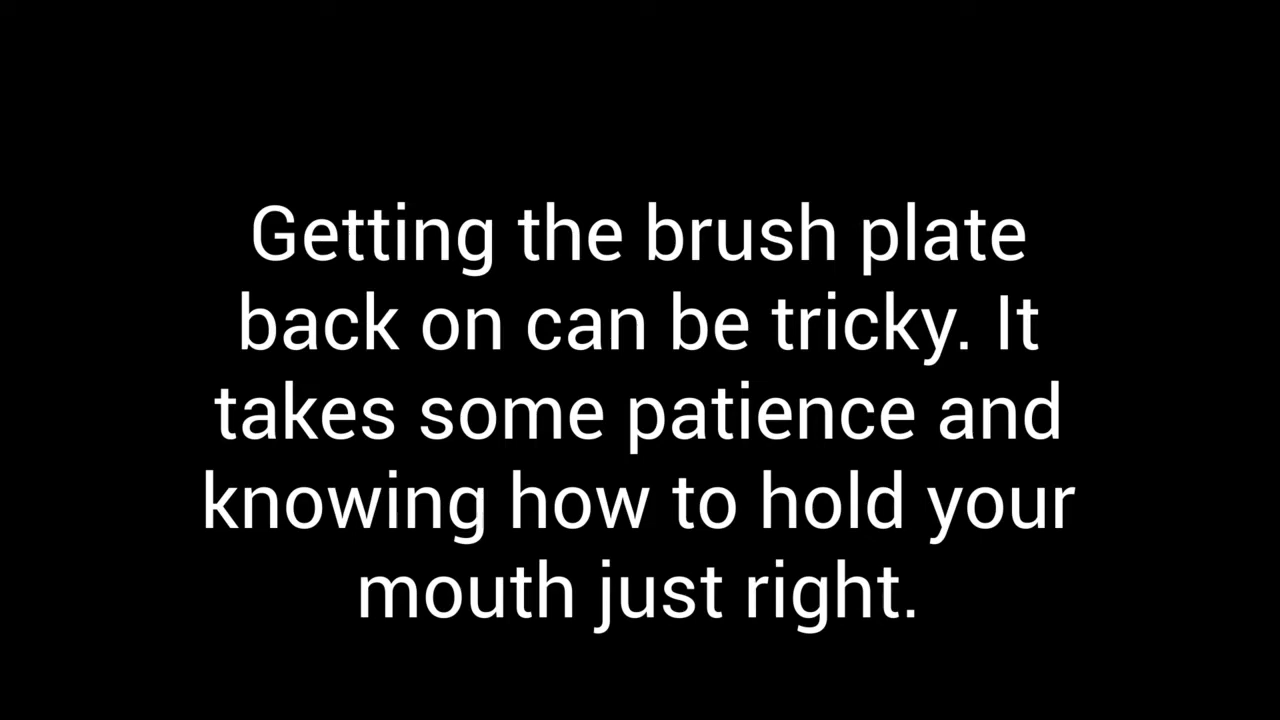 Getting the brush plate
back on can be tricky. It
takes some patience and
knowing how to hold your
mouth just right.